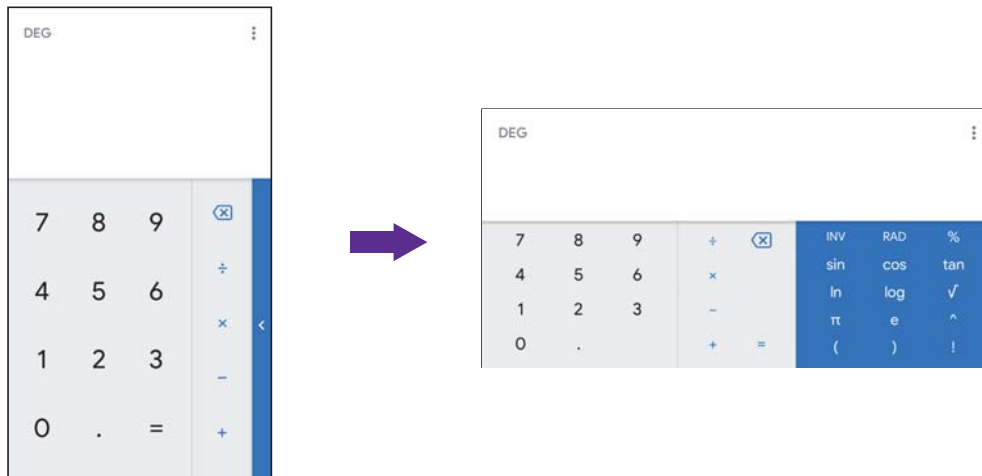 DEG
7 8 9
÷
4 5 6
×
1 2 3
−
0 . = +
DEG
7 8 9 ÷ INV RAD %
4 5 6 × sin cos tan
1 2 3 − ln log √
π e ^
0 . + = ( ) !